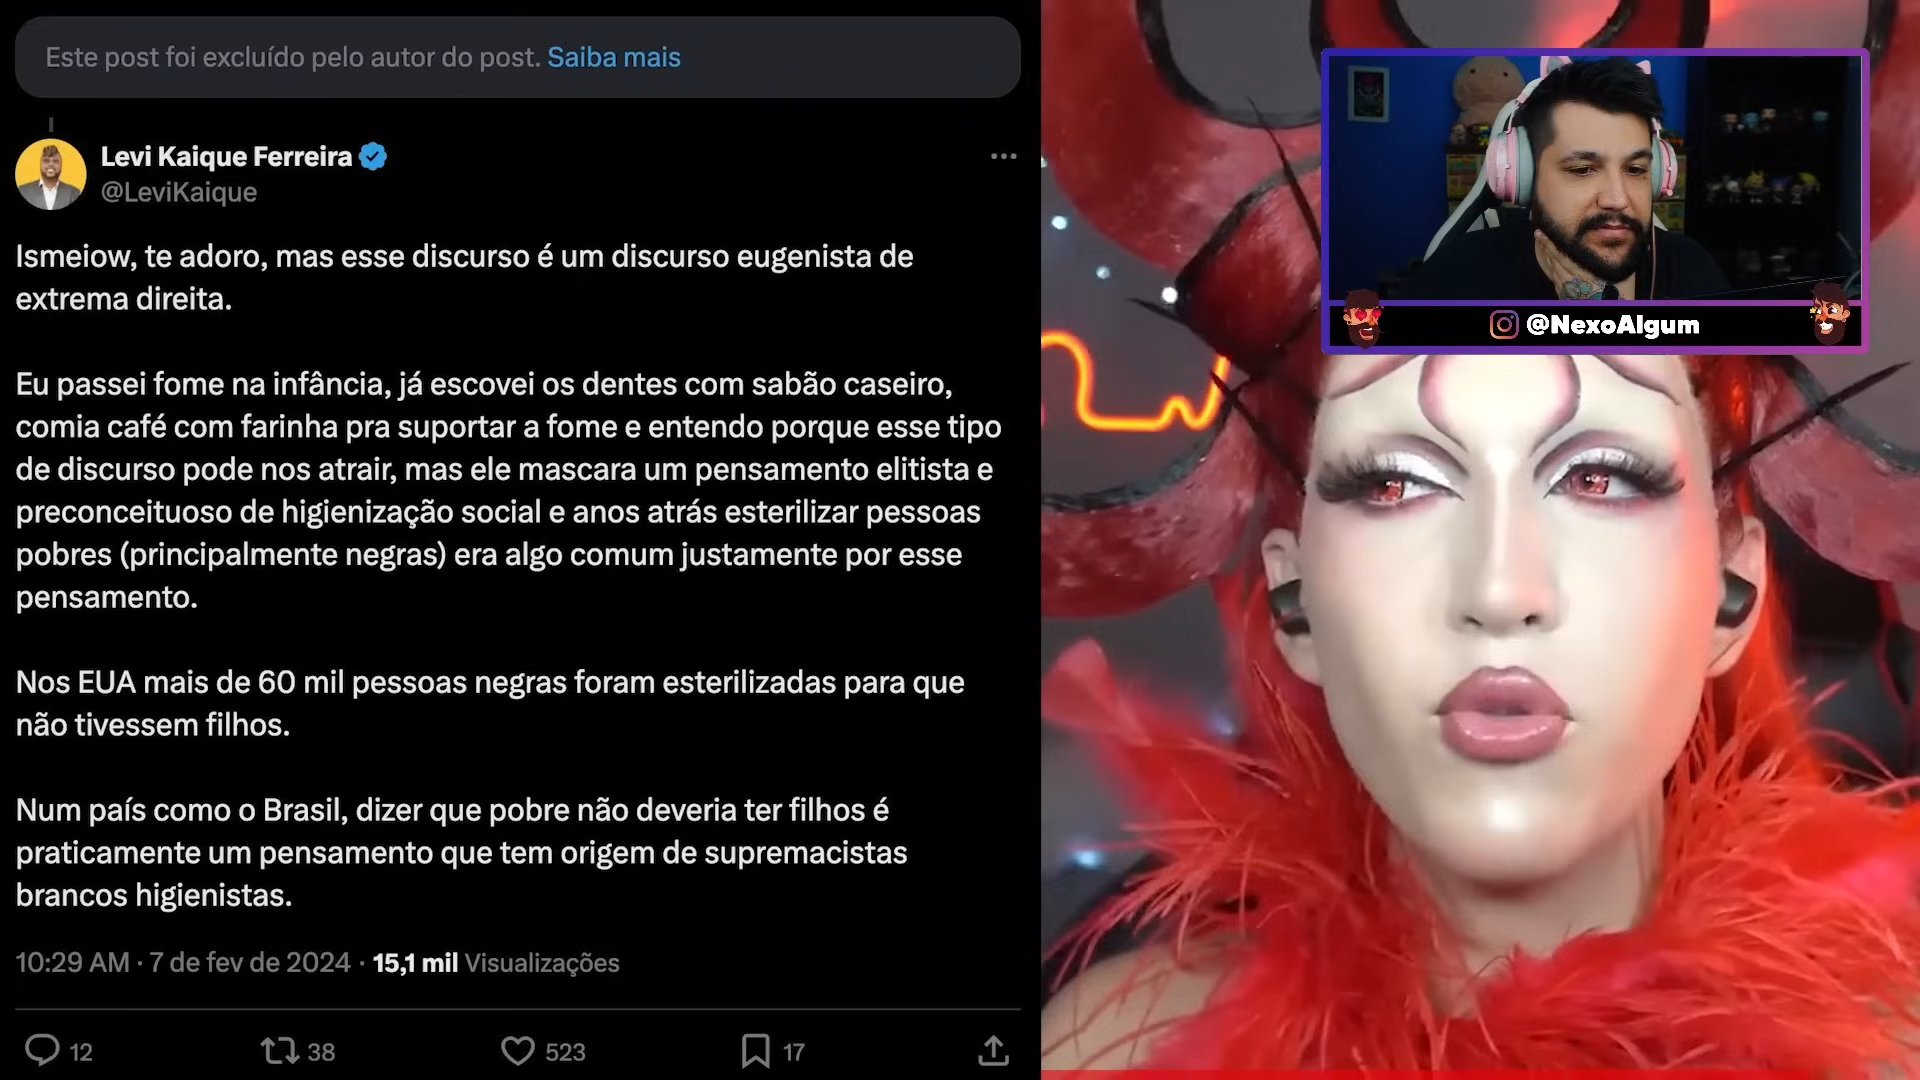 Este post foi excluído pelo autor do post. Saiba mais
Levi Kaique Ferreira
@LeviKaique
Ismeiow, te adoro, mas esse discurso é um discurso eugenista de
extrema direita.
Eu passei fome na infância, já escovei os dentes com sabão caseiro,
comia café com farinha pra suportar a fome e entendo porque esse tipo
de discurso pode nos atrair, mas ele mascara um pensamento elitista e
preconceituoso de higienização social e anos atrás esterilizar pessoas
pobres (principalmente negras) era algo comum justamente por esse
pensamento.
Nos EUA mais de 60 mil pessoas negras foram esterilizadas para que
não tivessem filhos.
Num país como o Brasil, dizer que pobre não deveria ter filhos é
praticamente um pensamento que tem origem de supremacistas
brancos higienistas.
10:29 AM · 7 de fev de 2024 · 15,1 mil Visualizações
12 38 523 17
@NexoAlgum